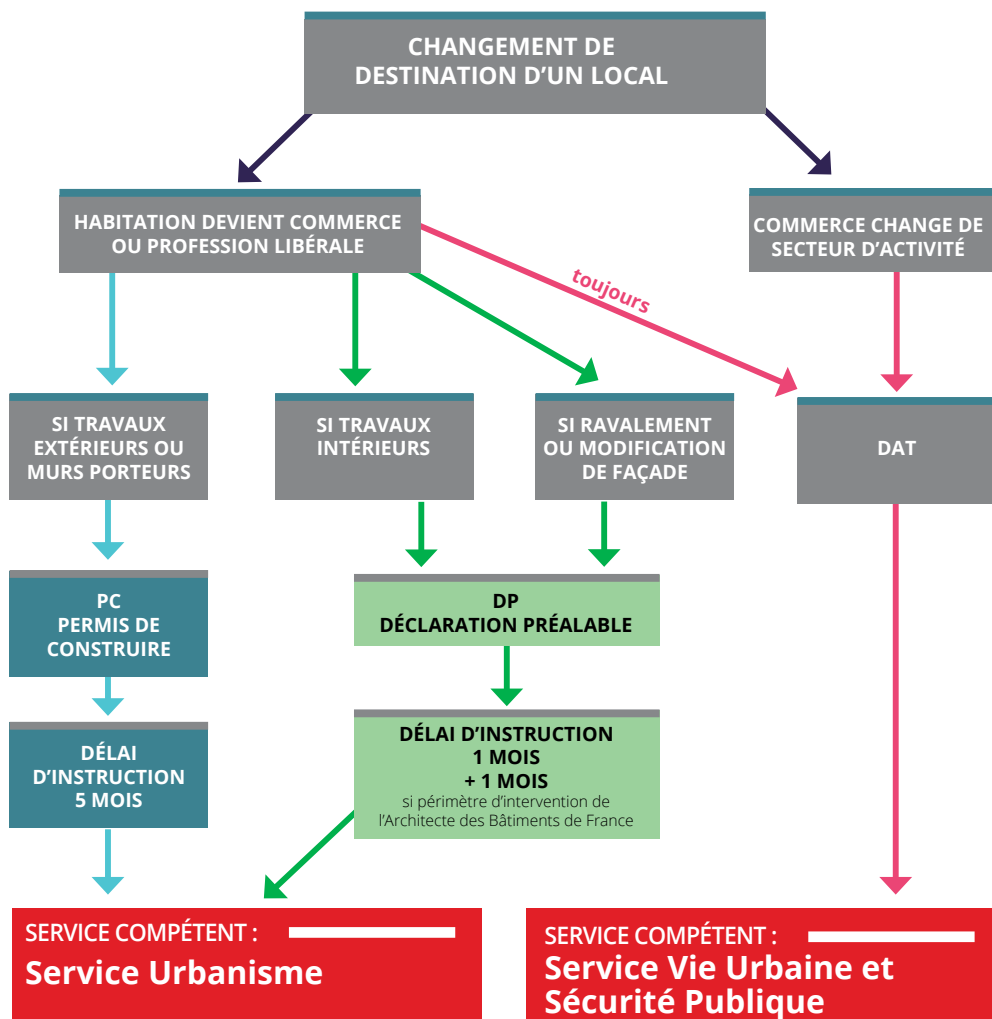 CHANGEMENT DE
DESTINATION D’UN LOCAL
HABITATION DEVIENT COMMERCE
OU PROFESSION LIBÉRALE
COMMERCE CHANGE DE
SECTEUR D’ACTIVITÉ
toujours
SI TRAVAUX
EXTÉRIEURS OU
MURS PORTEURS
SI TRAVAUX
INTÉRIEURS
SI RAVALEMENT
OU MODIFICATION
DE FAÇADE
DAT
PC
PERMIS DE
CONSTRUIRE
DP
DÉCLARATION PRÉALABLE
DÉLAI
D’INSTRUCTION
5 MOIS
DÉLAI D’INSTRUCTION
1 MOIS
+ 1 MOIS
si périmètre d’intervention de
l’Architecte des Bâtiments de France
SERVICE COMPÉTENT :
Service Urbanisme
SERVICE COMPÉTENT :
Service Vie Urbaine et
Sécurité Publique